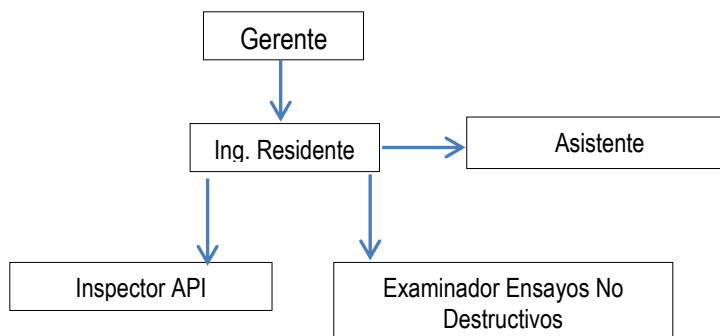 Gerente
Ing. Residente
Asistente
Inspector API
Examinador Ensayos No
Destructivos